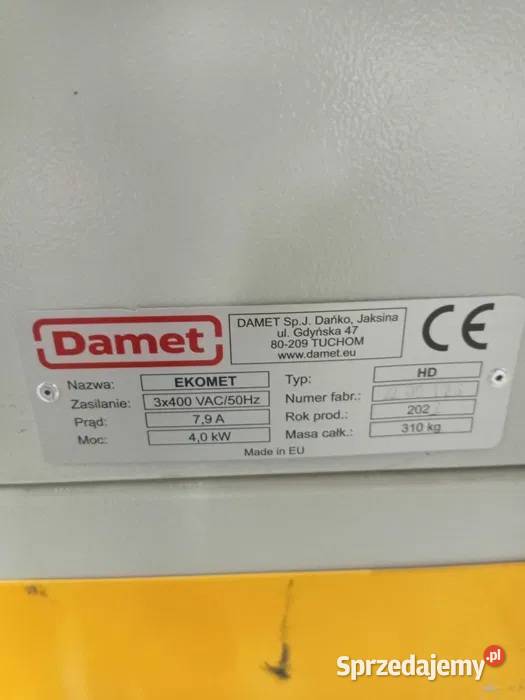 Damet
DAMET Sp.J. Dańko, Jaksina
ul. Gdyńska 47
80-209 TUCHOM
www.damet.eu
CE
Nazwa: EKOMET
Zasilanie: 3x400 VAC/50Hz
Prąd: 7,9 A
Moc: 4,0 kW
Typ: HD
Numer fabr.:
Rok prod.: 202
Masa całk.: 310 kg
Made in EU
Sprzedajemy.pl